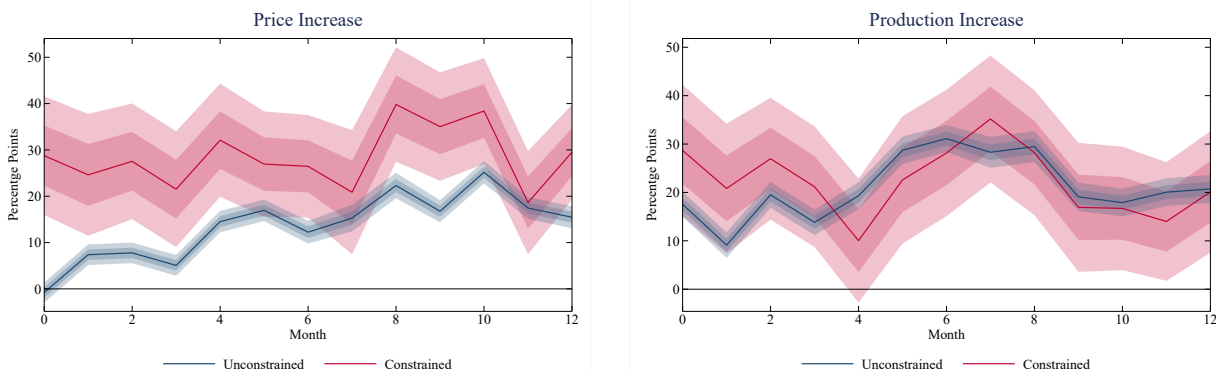 Price Increase
Percentge Points
50
40
30
20
10
0
0 2 4 6 8 10 12
Month
Unconstrained Constrained
Production Increase
Percentge Points
50
40
30
20
10
0
0 2 4 6 8 10 12
Month
Unconstrained Constrained